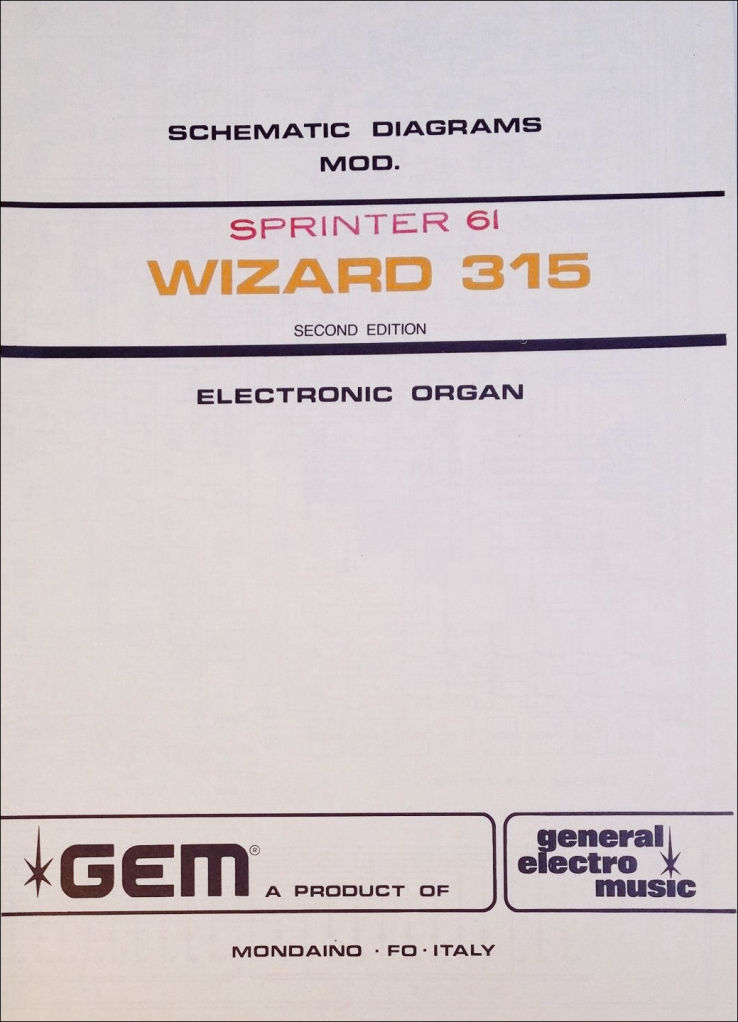 SCHEMATIC DIAGRAMS
MOD.
SPRINTER 61
WIZARD 315
SECOND EDITION
ELECTRONIC ORGAN
GEM® A PRODUCT OF
general
electro
music
MONDAINO · FO · ITALY